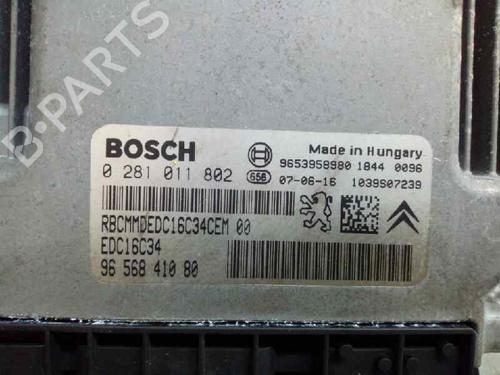 BOSCH
Made in Hungary
9653958980 1844 0096
0 281 011 802
656
07-06-16 1039S07239
RBCMMDEDC16C34CEM 00
EDC16C34
96 568 410 80
B-PARTS